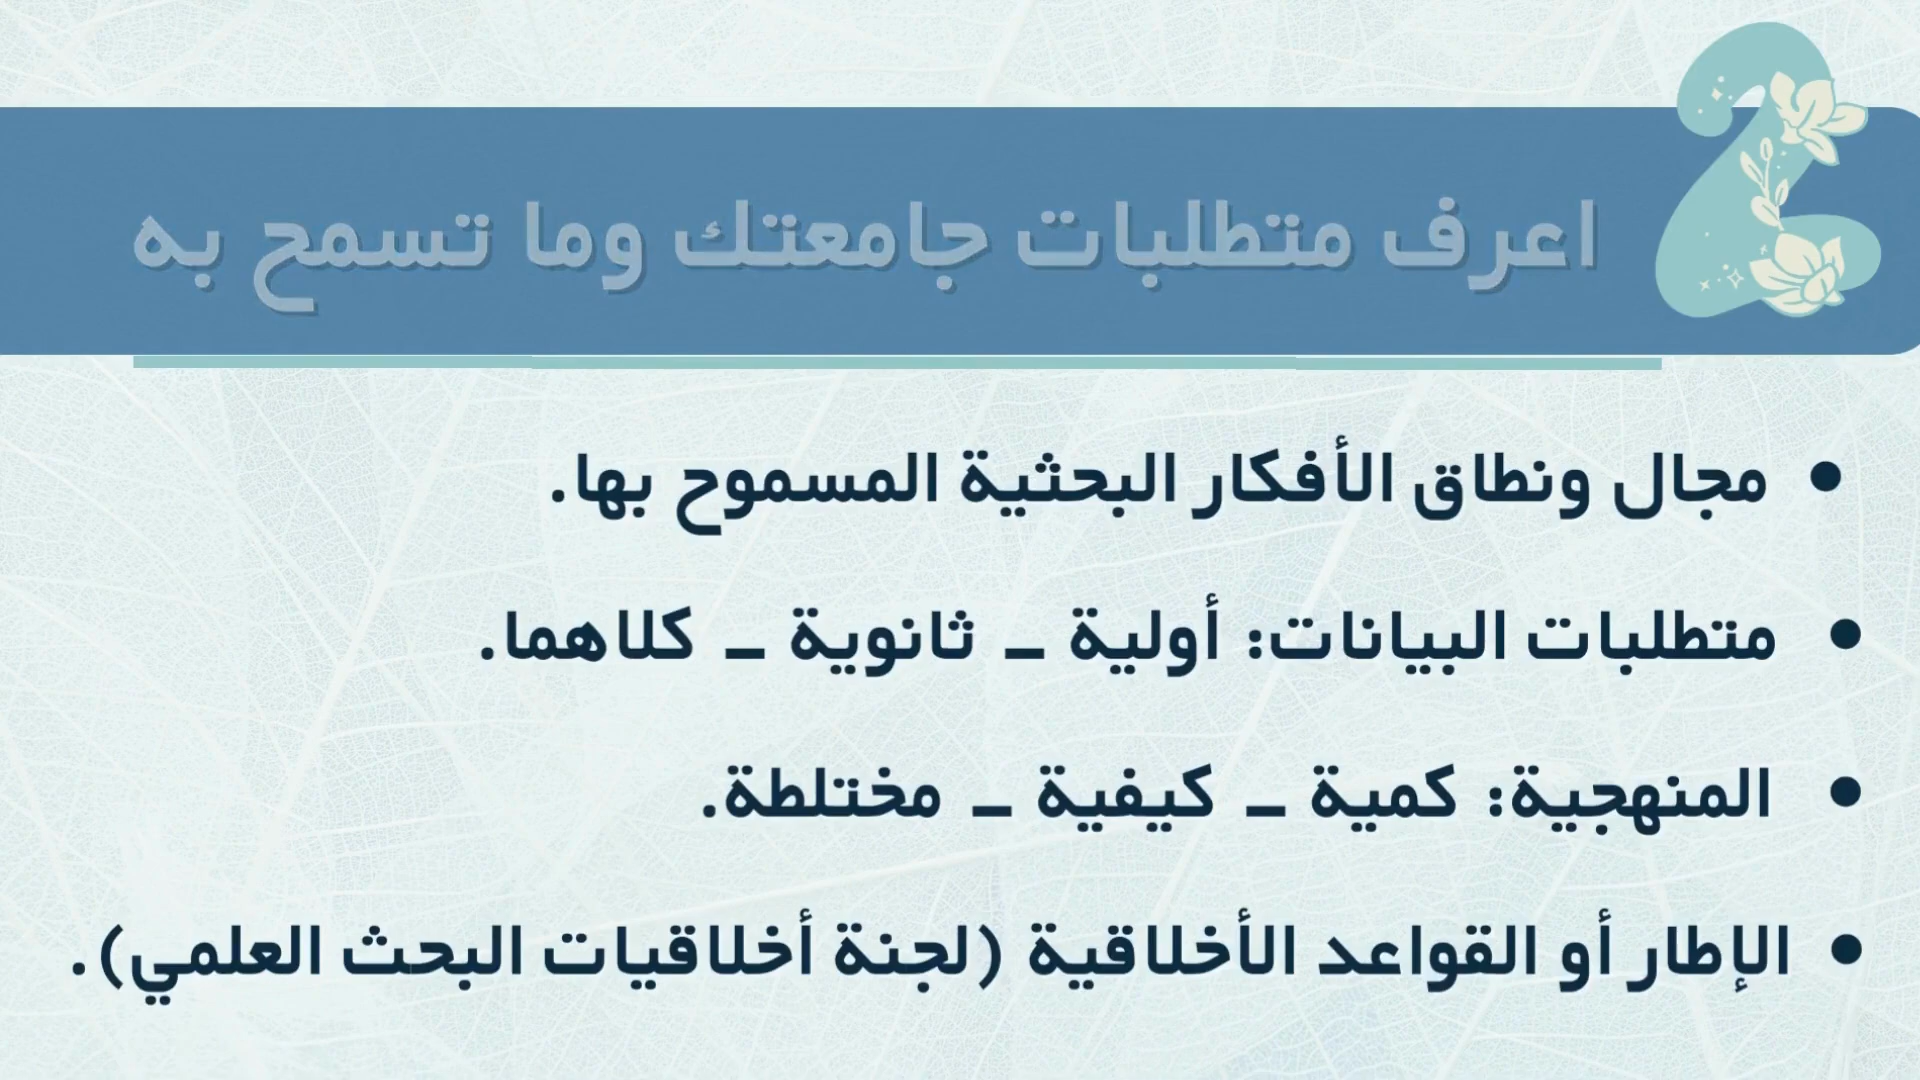 2
اعرف متطلبات جامعتك وما تسمح به
• مجال ونطاق الأفكار البحثية المسموح بها.
• متطلبات البيانات: أولية – ثانوية – كلاهما.
• المنهجية: كمية – كيفية – مختلطة.
• الإطار أو القواعد الأخلاقية (لجنة أخلاقيات البحث العلمي).